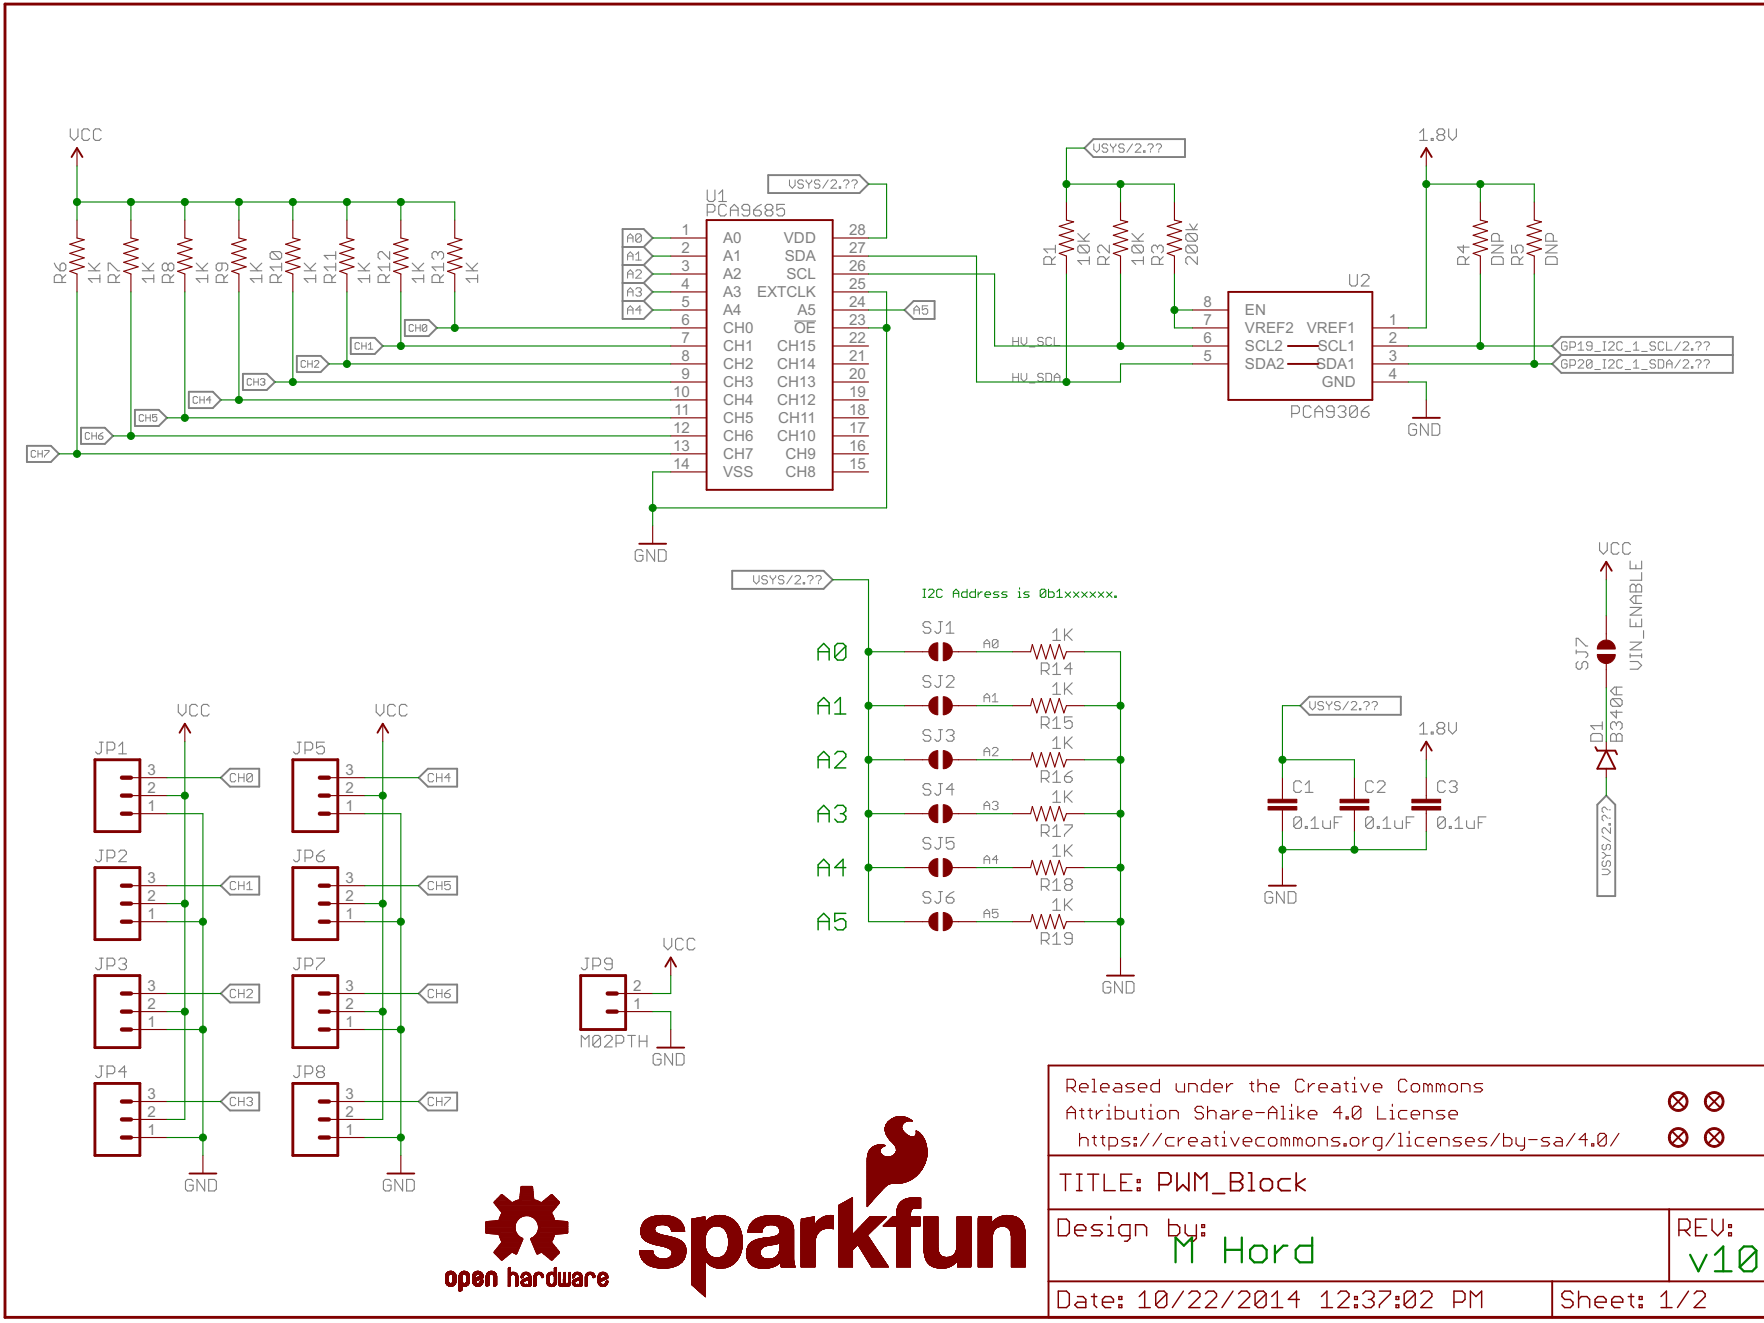 VCC
R6 1K
R7 1K
R8 1K
R9 1K
R10 1K
R11 1K
R12 1K
R13 1K
CH0
CH1
CH2
CH3
CH4
CH5
CH6
CH7
VSYS/2.??
U1
PCA9685
A0 1 A0 VDD 28
A1 2 A1 SDA 27
A2 3 A2 SCL 26
A3 4 A3 EXTCLK 25
A4 5 A4 A5 24 A5
6 CH0 OE 23
7 CH1 CH15 22
8 CH2 CH14 21
9 CH3 CH13 20
10 CH4 CH12 19
11 CH5 CH11 18
12 CH6 CH10 17
13 CH7 CH9 16
14 VSS CH8 15
GND
VSYS/2.??
R1 10K
R2 10K
R3 200k
HV_SCL
HV_SDA
1.8V
R4 DNP
R5 DNP
U2
8 EN
7 VREF2 VREF1 1
6 SCL2 SCL1 2
5 SDA2 SDA1 3
GND 4
PCA9306
GP19_I2C_1_SCL/2.??
GP20_I2C_1_SDA/2.??
GND
VSYS/2.??
I2C Address is 0b1xxxxxx.
A0 SJ1 A0 1K R14
A1 SJ2 A1 1K R15
A2 SJ3 A2 1K R16
A3 SJ4 A3 1K R17
A4 SJ5 A4 1K R18
A5 SJ6 A5 1K R19
GND
VSYS/2.??
1.8V
C1 0.1uF
C2 0.1uF
C3 0.1uF
GND
VCC
SJ7
VIN_ENABLE
D1
B340A
VSYS/2.??
VCC
JP1 3 2 1 CH0
JP2 3 2 1 CH1
JP3 3 2 1 CH2
JP4 3 2 1 CH3
GND
VCC
JP5 3 2 1 CH4
JP6 3 2 1 CH5
JP7 3 2 1 CH6
JP8 3 2 1 CH7
GND
JP9 2 1
M02PTH
VCC
GND
open hardware
sparkfun
Released under the Creative Commons
Attribution Share-Alike 4.0 License
https://creativecommons.org/licenses/by-sa/4.0/
TITLE: PWM_Block
Design by:
M Hord
REV:
v10
Date: 10/22/2014 12:37:02 PM
Sheet: 1/2